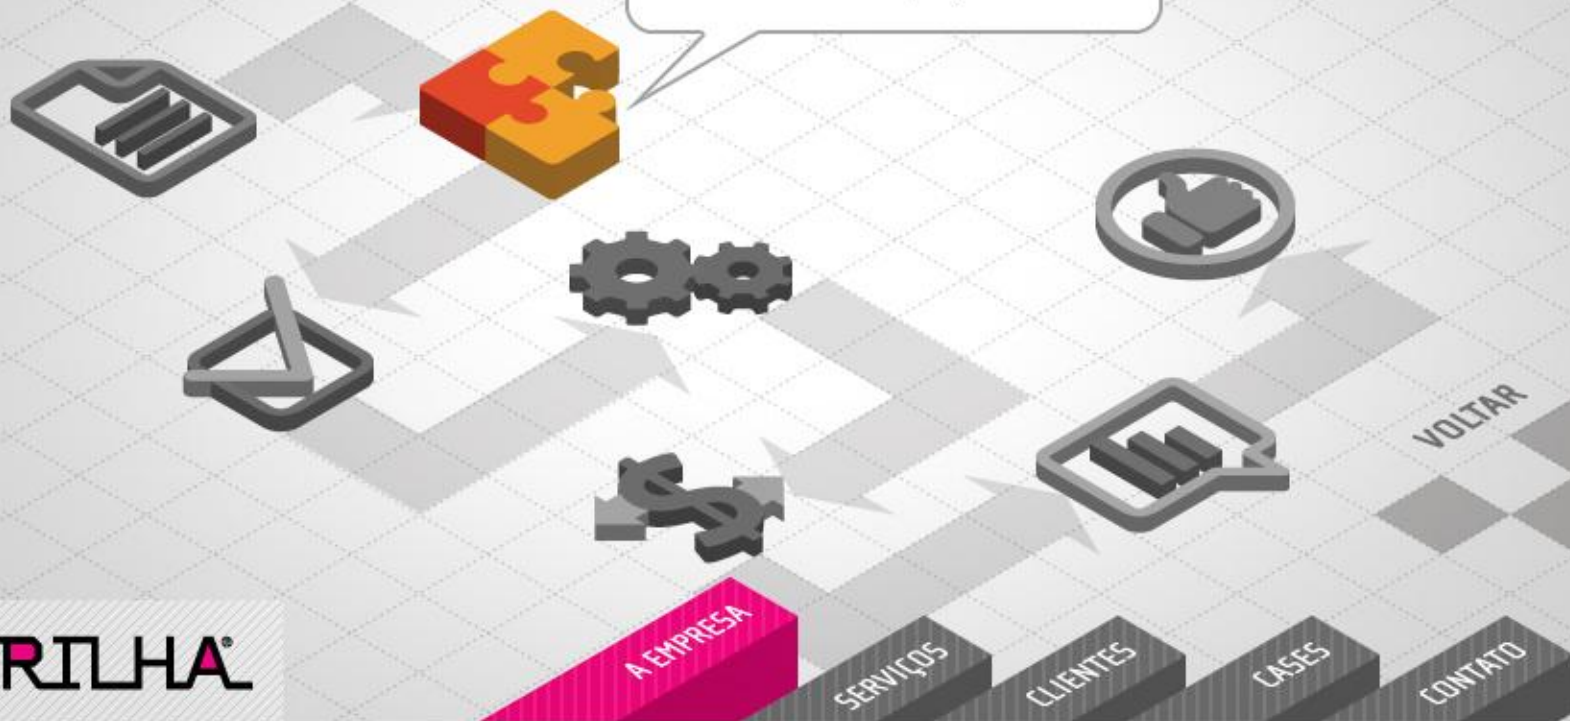 VOLTAR
RILHA®
A EMPRESA
SERVIÇOS
CLIENTES
CASES
CONTATO